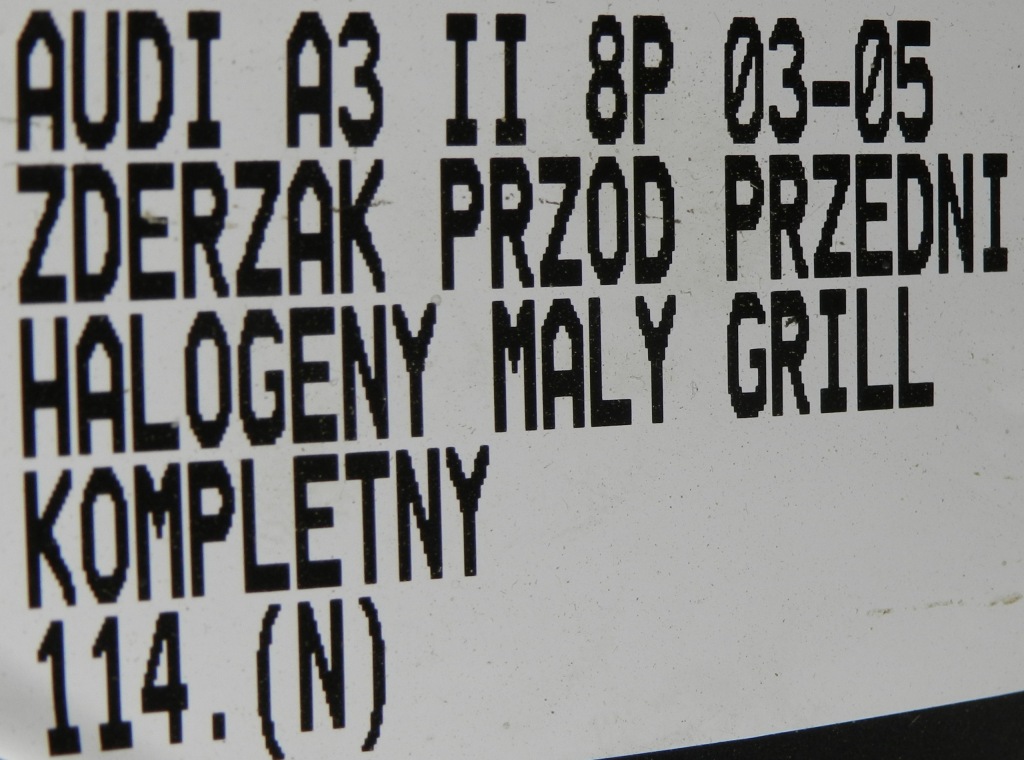 AUDI A3 II 8P 03-05
ZDERZAK PRZOD PRZEDNI
HALOGENY MALY GRILL
KOMPLETNY
114.(N)